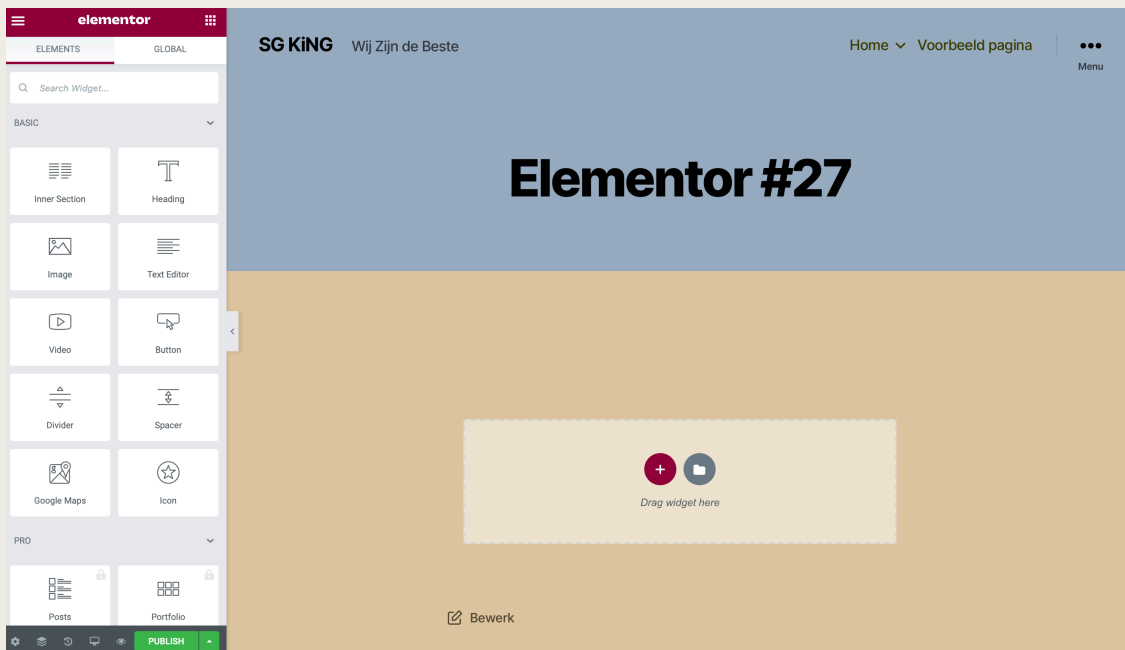 elementor
ELEMENTS GLOBAL
Search Widget...
BASIC
Inner Section Heading
Image Text Editor
Video Button
Divider Spacer
Google Maps Icon
PRO
Posts Portfolio
PUBLISH
SG KiNG Wij Zijn de Beste
Home Voorbeeld pagina
Menu
Elementor #27
Drag widget here
Bewerk